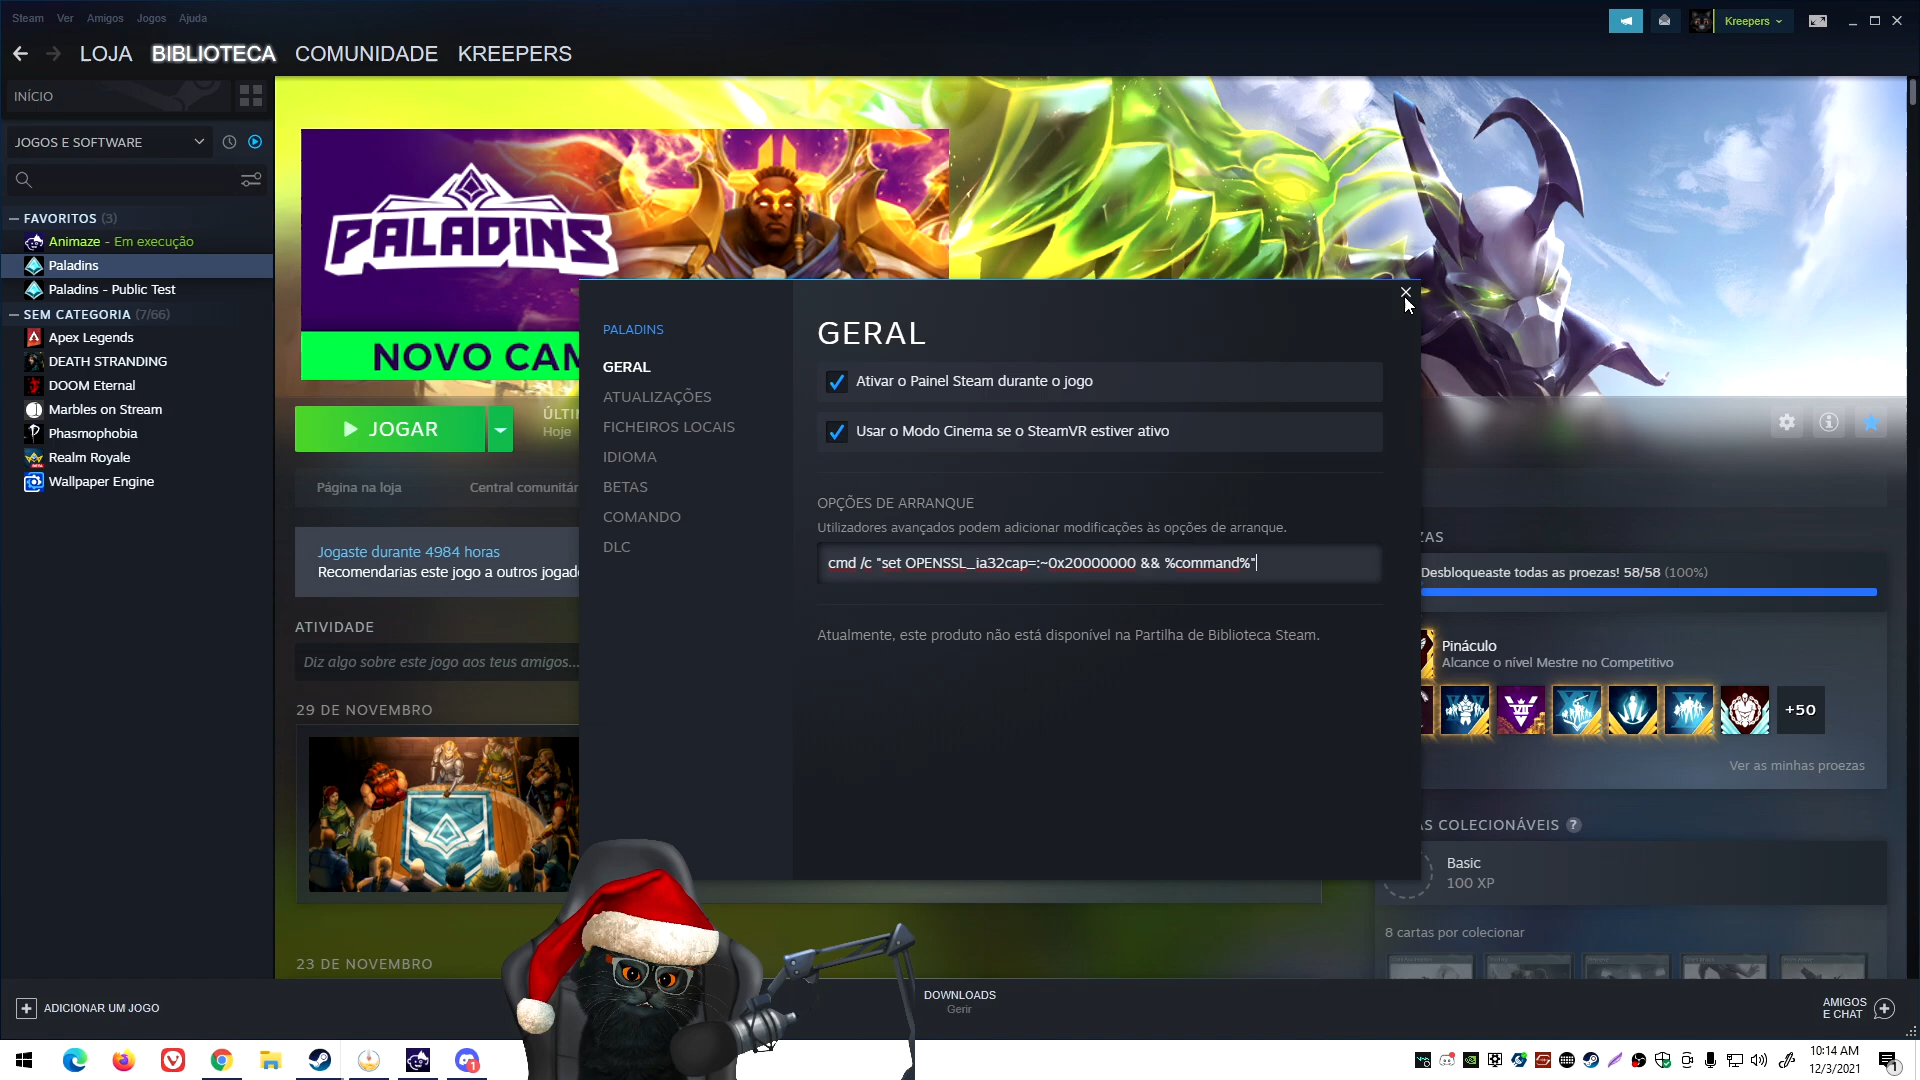 Steam Ver Amigos Jogos Ajuda
Kreepers
LOJA BIBLIOTECA COMUNIDADE KREEPERS
INÍCIO
JOGOS E SOFTWARE
FAVORITOS (3)
Animaze - Em execução
Paladins
Paladins - Public Test
SEM CATEGORIA (7/66)
Apex Legends
DEATH STRANDING
DOOM Eternal
Marbles on Stream
Phasmophobia
Realm Royale
Wallpaper Engine
PALADINS
NOVO CAM
JOGAR
ÚLTI
Hoje
Página na loja Central comunitár
Jogaste durante 4984 horas
Recomendarias este jogo a outros jogad
ATIVIDADE
Diz algo sobre este jogo aos teus amigos...
29 DE NOVEMBRO
23 DE NOVEMBRO
PALADINS
GERAL
ATUALIZAÇÕES
FICHEIROS LOCAIS
IDIOMA
BETAS
COMANDO
DLC
GERAL
Ativar o Painel Steam durante o jogo
Usar o Modo Cinema se o SteamVR estiver ativo
OPÇÕES DE ARRANQUE
Utilizadores avançados podem adicionar modificações às opções de arranque.
cmd /c "set OPENSSL_ia32cap=:~0x20000000 && %command%"
Atualmente, este produto não está disponível na Partilha de Biblioteca Steam.
ZAS
Desbloqueaste todas as proezas! 58/58 (100%)
Pináculo
Alcance o nível Mestre no Competitivo
+50
Ver as minhas proezas
AS COLECIONÁVEIS ?
Basic
100 XP
8 cartas por colecionar
ADICIONAR UM JOGO
DOWNLOADS
Gerir
AMIGOS
E CHAT
10:14 AM
12/3/2021
1
1